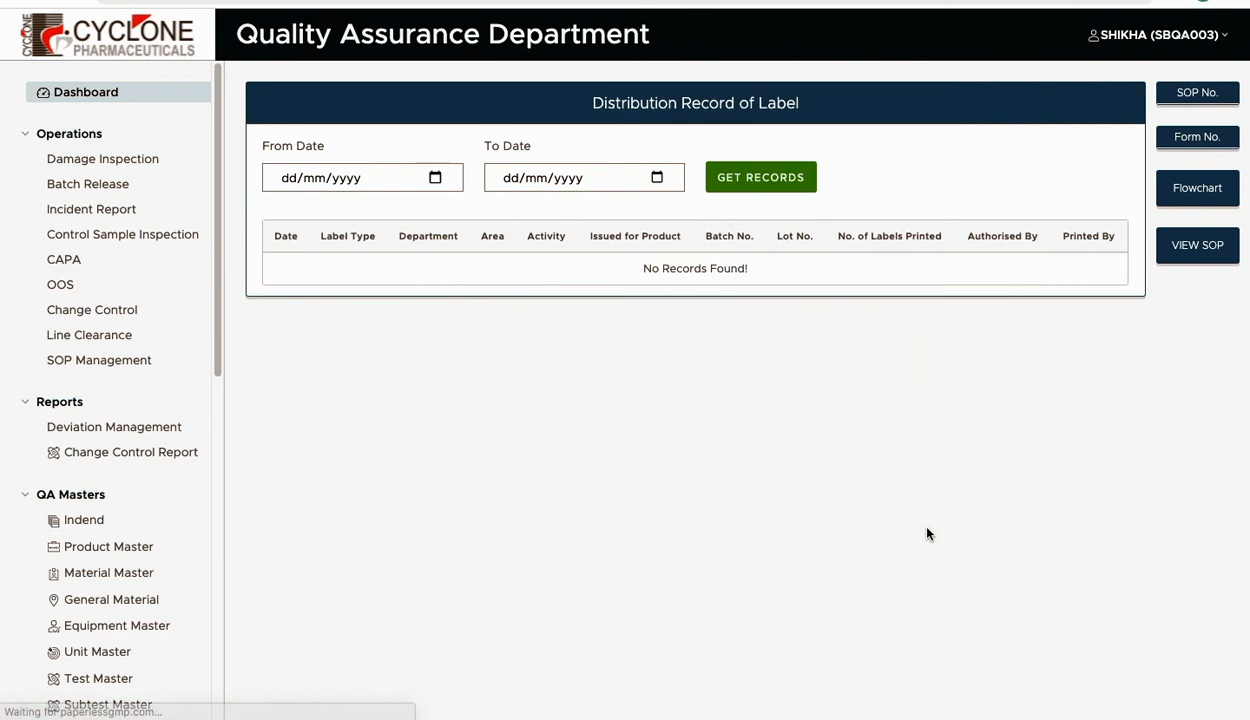 CYCLONE
CYCLONE
PHARMACEUTICALS
Quality Assurance Department
SHIKHA (SBQA003)
Dashboard
Operations
Damage Inspection
Batch Release
Incident Report
Control Sample Inspection
CAPA
OOS
Change Control
Line Clearance
SOP Management
Reports
Deviation Management
Change Control Report
QA Masters
Indend
Product Master
Material Master
General Material
Equipment Master
Unit Master
Test Master
Subtest Master
Waiting for paperlessgmp.com...
Distribution Record of Label
From Date To Date
dd/mm/yyyy dd/mm/yyyy GET RECORDS
Date Label Type Department Area Activity Issued for Product Batch No. Lot No. No. of Labels Printed Authorised By Printed By
No Records Found!
SOP No.
Form No.
Flowchart
VIEW SOP